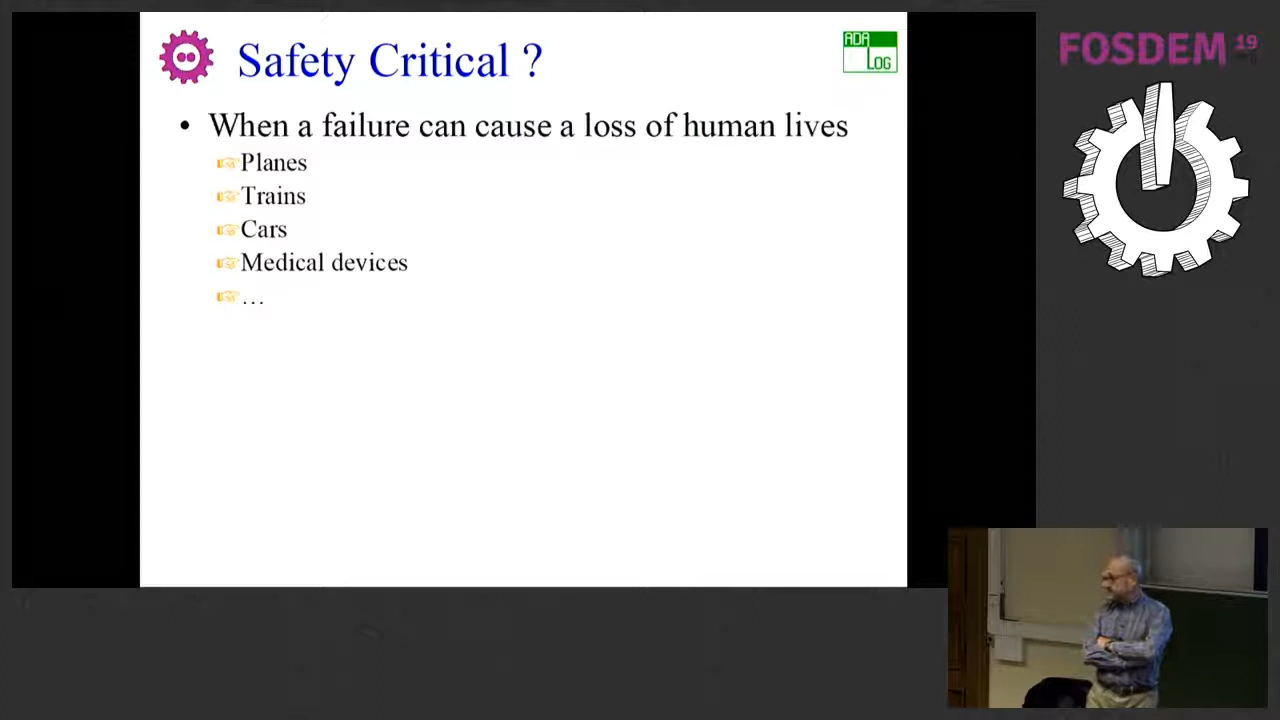 Safety Critical ?
ADA
LOG
FOSDEM 19
• When a failure can cause a loss of human lives
Planes
Trains
Cars
Medical devices
…